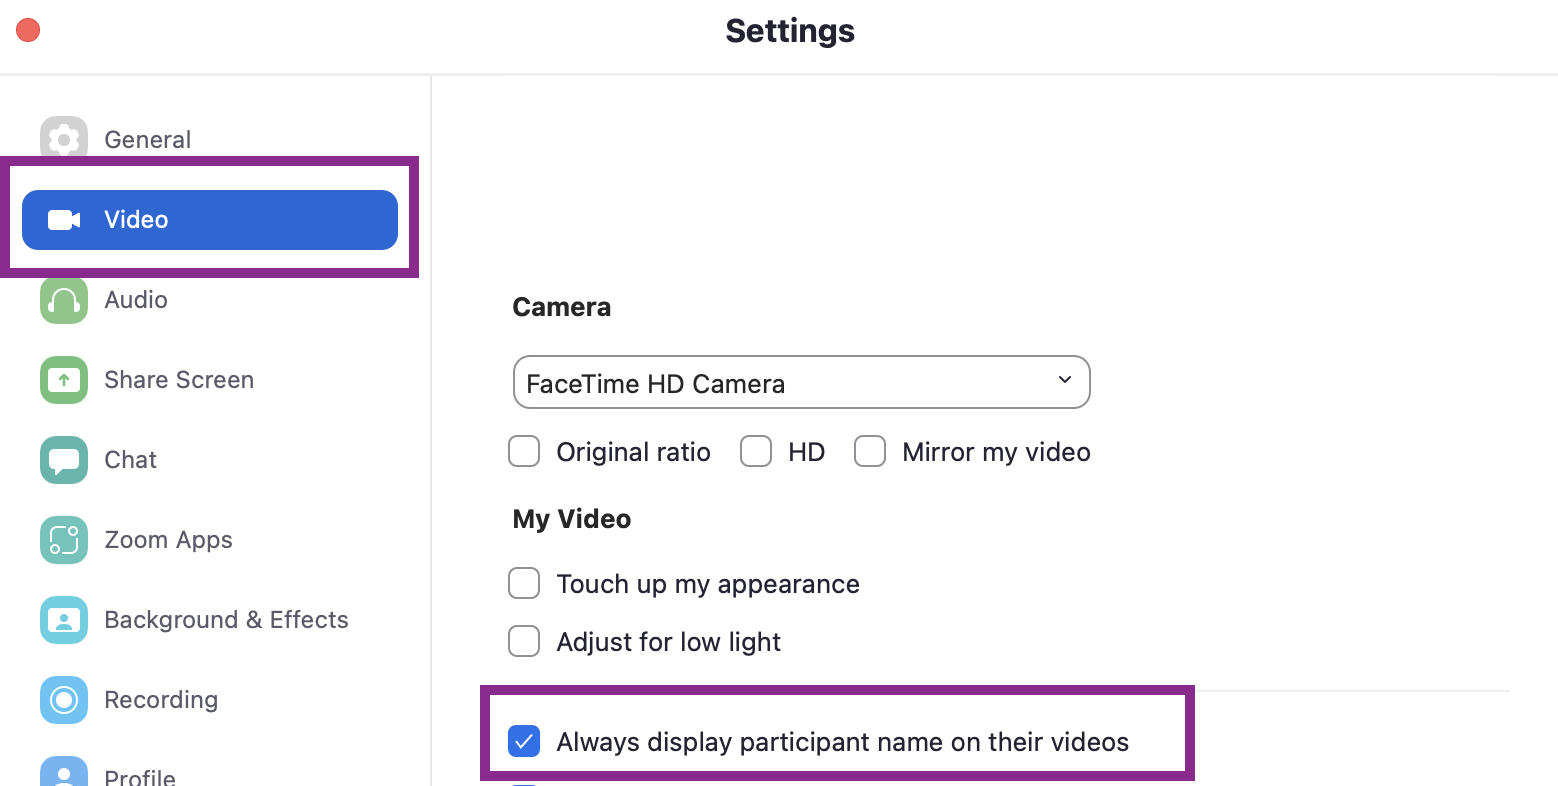 Settings
General
Video
Audio
Share Screen
Chat
Zoom Apps
Background & Effects
Recording
Profile
Camera
FaceTime HD Camera
Original ratio HD Mirror my video
My Video
Touch up my appearance
Adjust for low light
Always display participant name on their videos